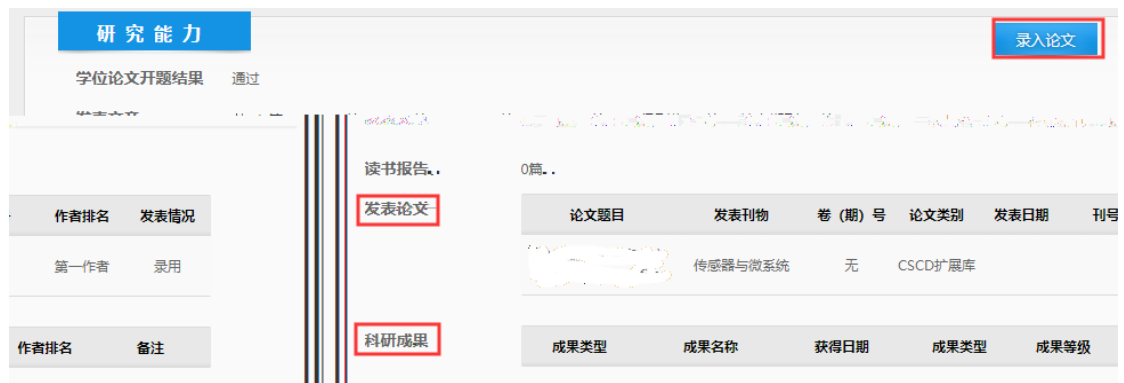 研究能力
录入论文
学位论文开题结果 通过
读书报告 0篇
发表论文
论文题目 发表刊物 卷（期）号 论文类别 发表日期 刊号
传感器与微系统 无 CSCD扩展库
作者排名 发表情况
第一作者 录用
科研成果
成果类型 成果名称 获得日期 成果类型 成果等级
作者排名 备注